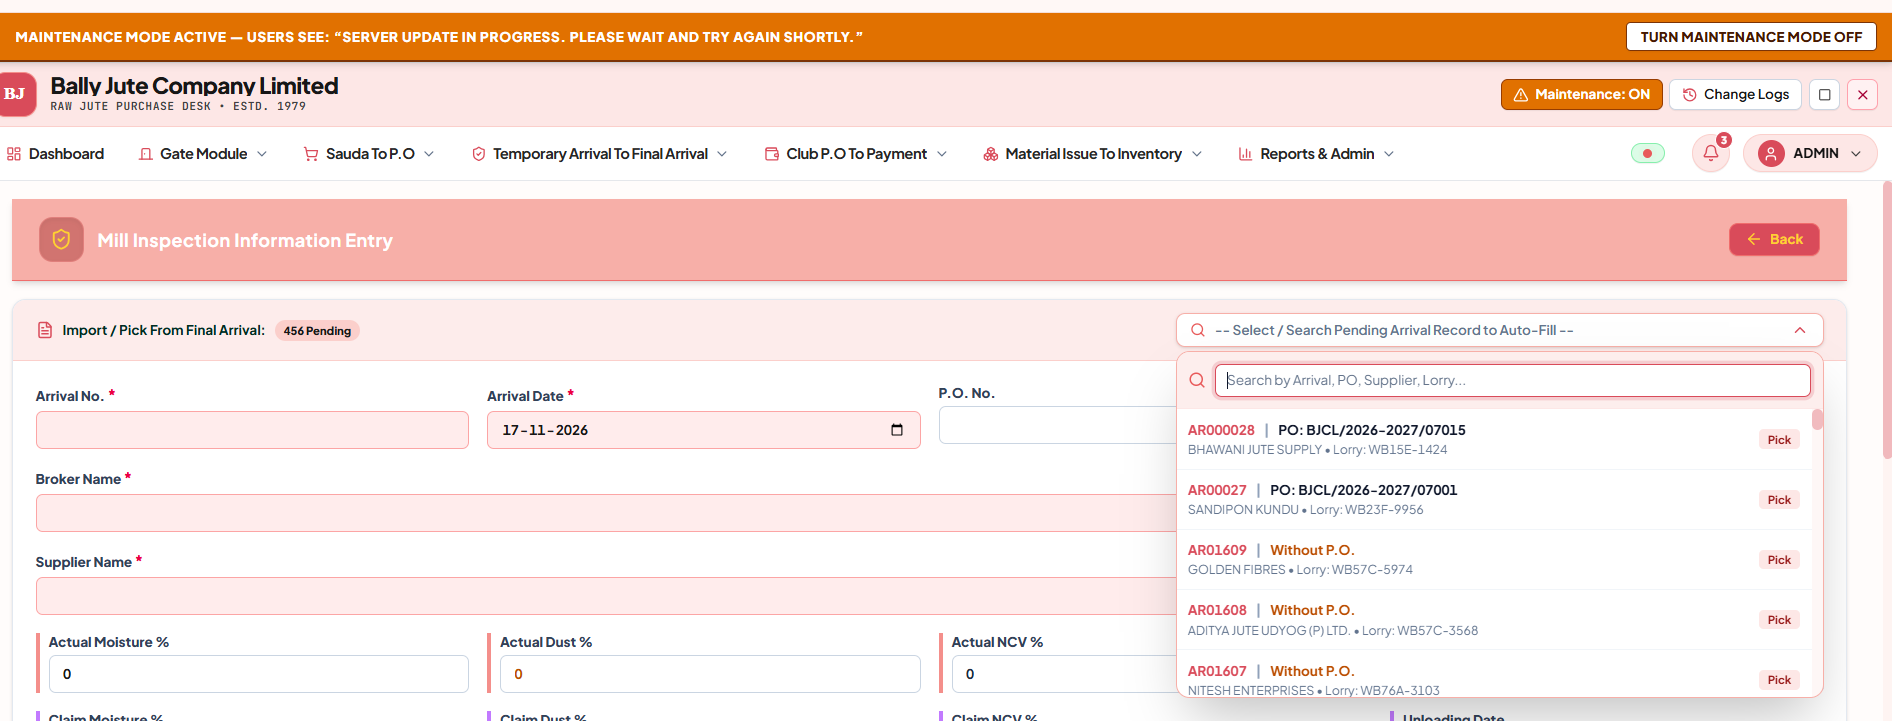 MAINTENANCE MODE ACTIVE — USERS SEE: “SERVER UPDATE IN PROGRESS. PLEASE WAIT AND TRY AGAIN SHORTLY.”
TURN MAINTENANCE MODE OFF
BJ
Bally Jute Company Limited
RAW JUTE PURCHASE DESK • ESTD. 1979
Maintenance: ON
Change Logs
Dashboard
Gate Module
Sauda To P.O
Temporary Arrival To Final Arrival
Club P.O To Payment
Material Issue To Inventory
Reports & Admin
3
ADMIN
Mill Inspection Information Entry
Back
Import / Pick From Final Arrival:
456 Pending
-- Select / Search Pending Arrival Record to Auto-Fill --
Search by Arrival, PO, Supplier, Lorry...
Arrival No. *
Arrival Date *
P.O. No.
17-11-2026
AR000028 | PO: BJCL/2026-2027/07015
BHAWANI JUTE SUPPLY • Lorry: WB15E-1424
Pick
Broker Name *
AR00027 | PO: BJCL/2026-2027/07001
SANDIPON KUNDU • Lorry: WB23F-9956
Pick
Supplier Name *
AR01609 | Without P.O.
GOLDEN FIBRES • Lorry: WB57C-5974
Pick
AR01608 | Without P.O.
ADITYA JUTE UDYOG (P) LTD. • Lorry: WB57C-3568
Pick
Actual Moisture %
Actual Dust %
Actual NCV %
0
0
0
AR01607 | Without P.O.
NITESH ENTERPRISES • Lorry: WB76A-3103
Pick
Claim Moisture %
Claim Dust %
Claim NCV %
Unloading Date